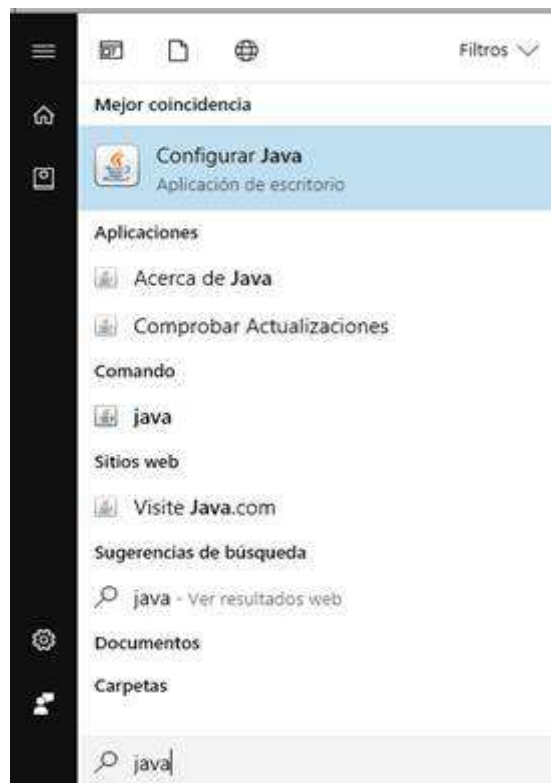 Filtros
Mejor coincidencia
Configurar Java
Aplicación de escritorio
Aplicaciones
Acerca de Java
Comprobar Actualizaciones
Comando
java
Sitios web
Visite Java.com
Sugerencias de búsqueda
java - Ver resultados web
Documentos
Carpetas
java